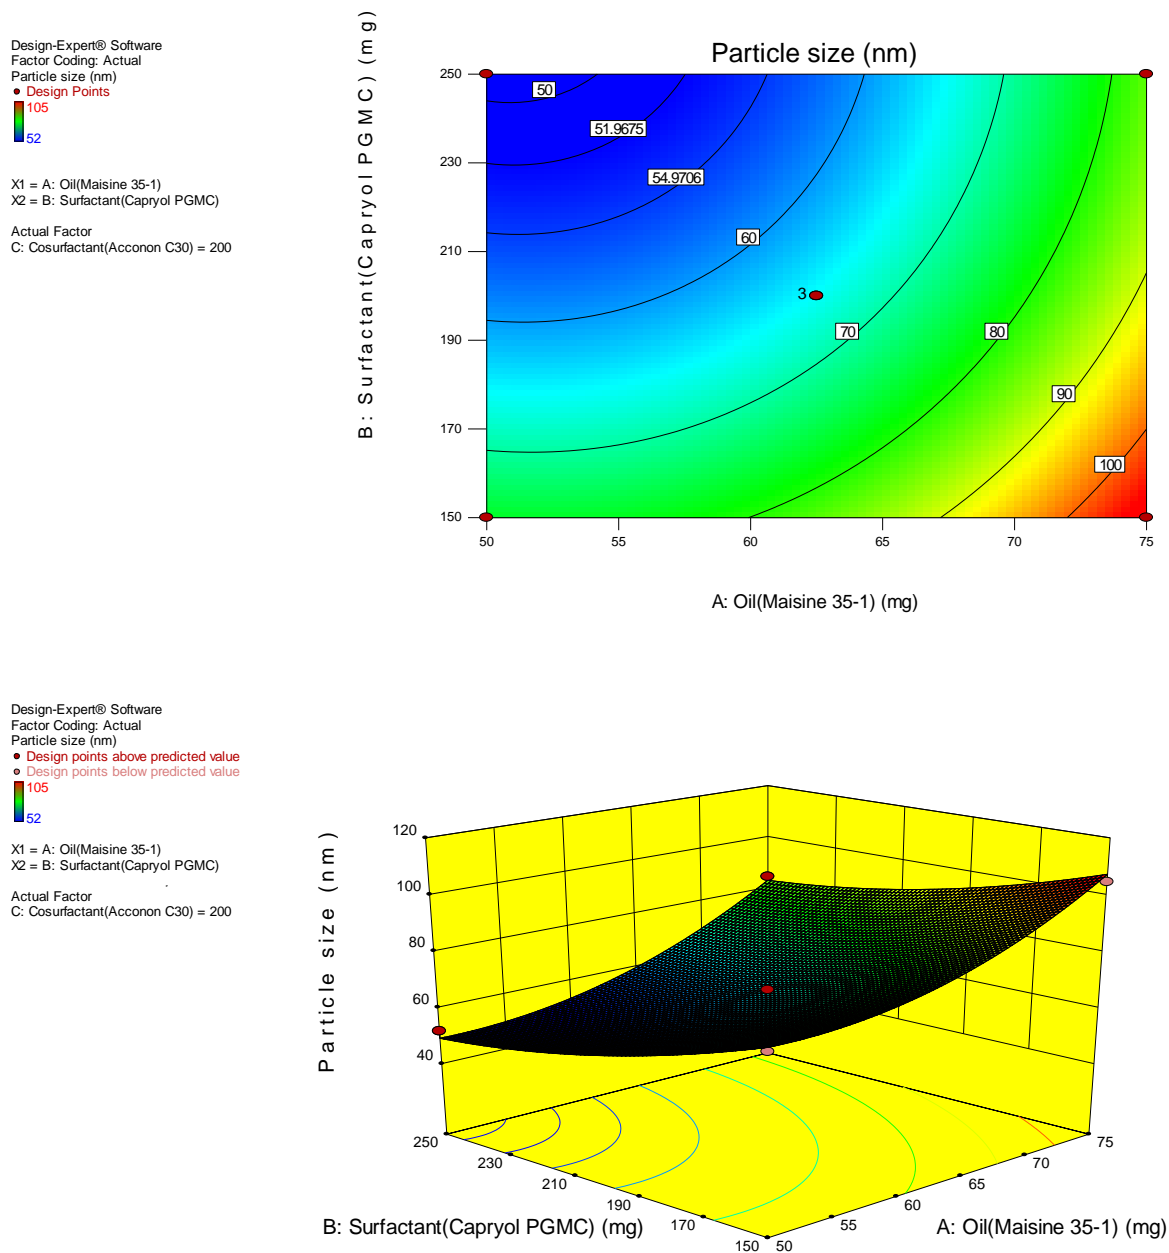 Design-Expert® Software
Factor Coding: Actual
Particle size (nm)
Design Points
105
52
X1 = A: Oil(Maisine 35-1)
X2 = B: Surfactant(Capryol PGMC)
Actual Factor
C: Cosurfactant(Acconon C30) = 200
Particle size (nm)
B: Surfactant(Capryol PGMC) (mg)
250
230
210
190
170
150
50
51.9675
54.9706
60
3
70
80
90
100
50 55 60 65 70 75
A: Oil(Maisine 35-1) (mg)
Design-Expert® Software
Factor Coding: Actual
Particle size (nm)
Design points above predicted value
Design points below predicted value
105
52
X1 = A: Oil(Maisine 35-1)
X2 = B: Surfactant(Capryol PGMC)
Actual Factor
C: Cosurfactant(Acconon C30) = 200
Particle size (nm)
120
100
80
60
40
250
230
210
190
170
150
50
55
60
65
70
75
B: Surfactant(Capryol PGMC) (mg)
A: Oil(Maisine 35-1) (mg)